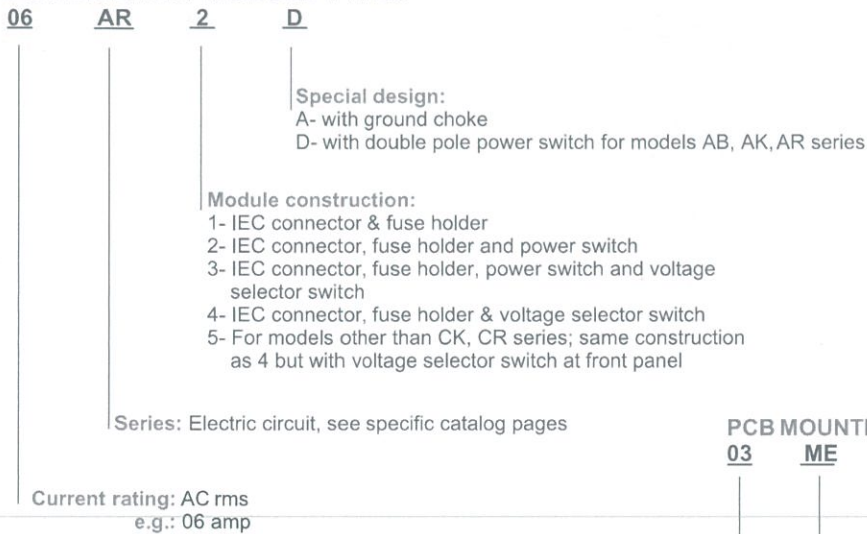 06 AR 2 D
Special design:
A- with ground choke
D- with double pole power switch for models AB, AK, AR series
Module construction:
1- IEC connector & fuse holder
2- IEC connector, fuse holder and power switch
3- IEC connector, fuse holder, power switch and voltage
selector switch
4- IEC connector, fuse holder & voltage selector switch
5- For models other than CK, CR series; same construction
as 4 but with voltage selector switch at front panel
Series: Electric circuit, see specific catalog pages
PCB MOUNTI
03 ME
Current rating: AC rms
e.g.: 06 amp